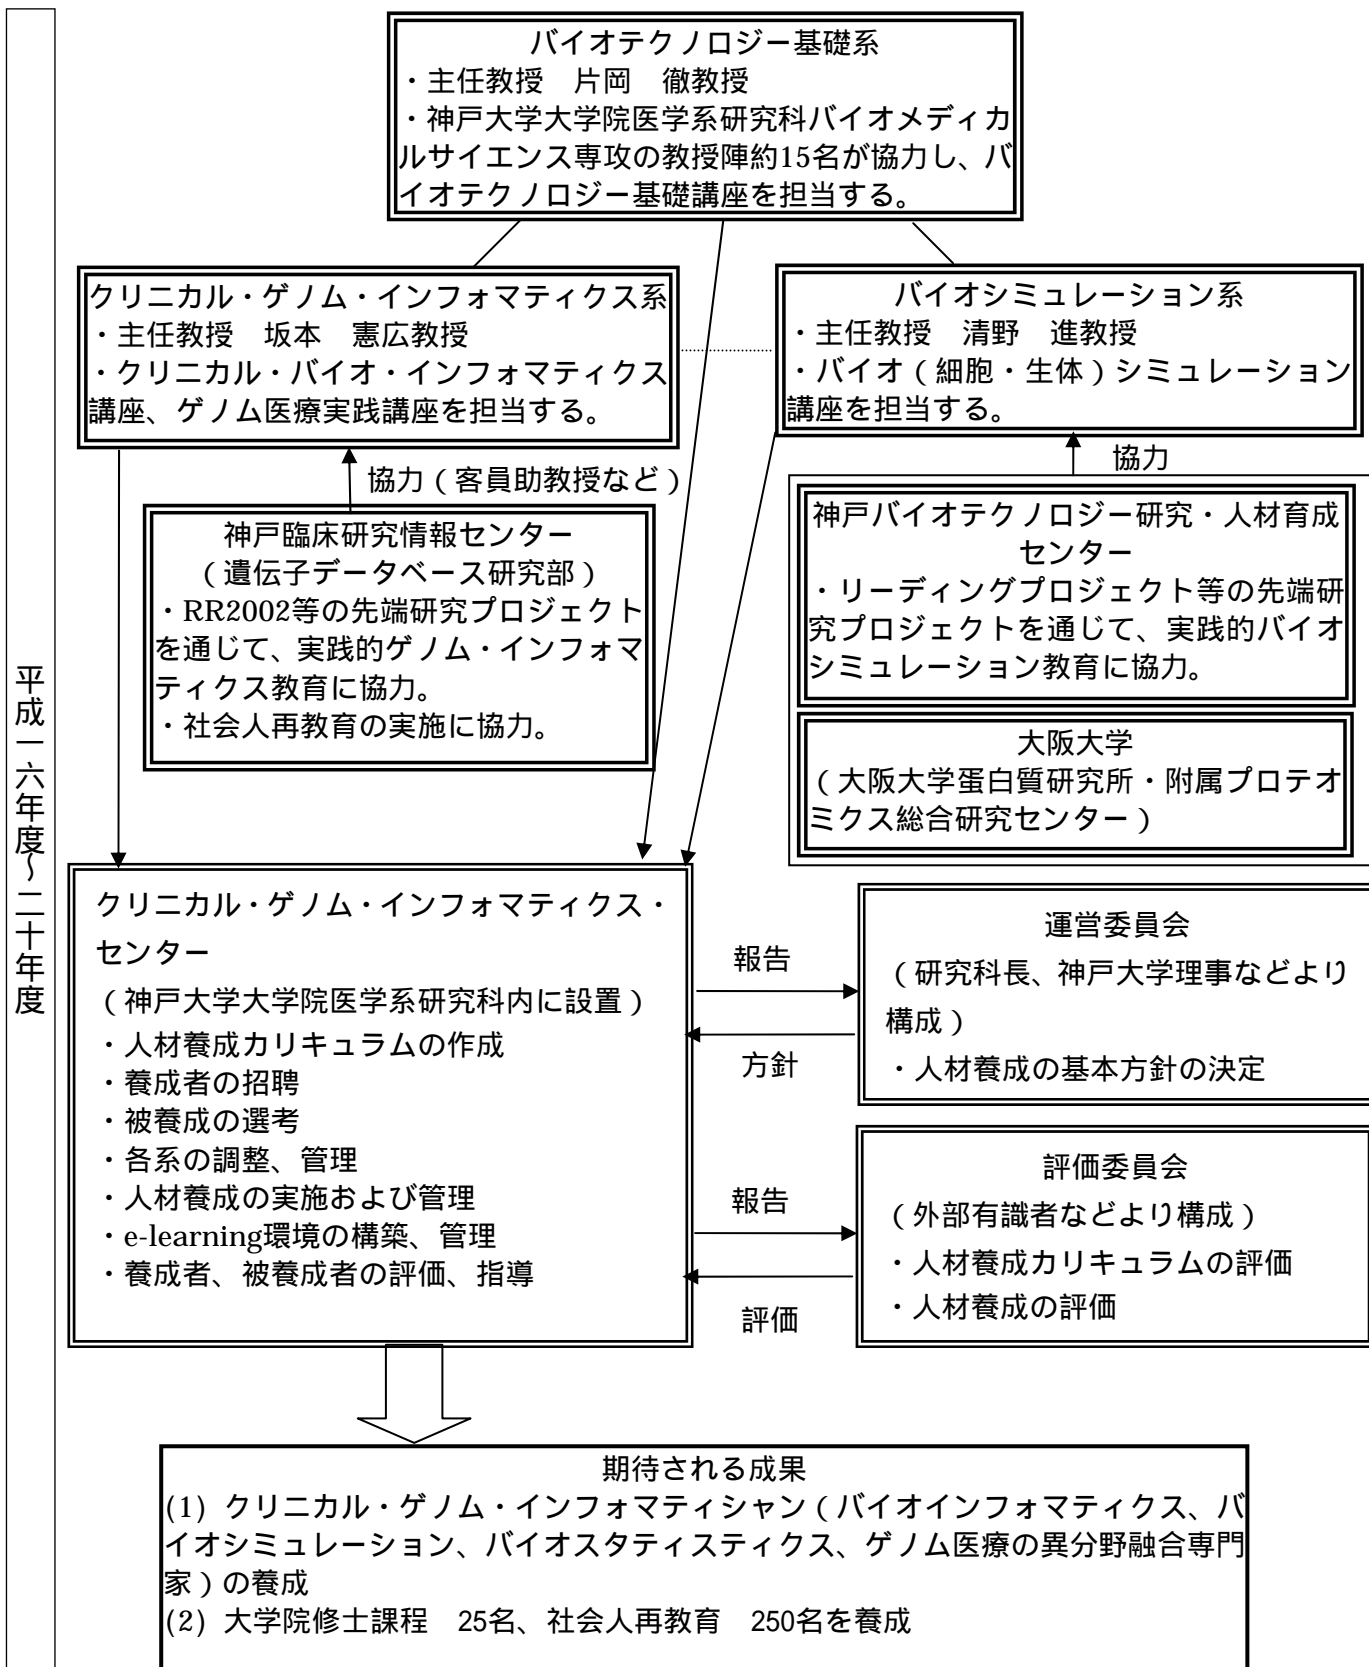 バイオテクノロジー基礎系
・主任教授　片岡　徹教授
・神戸大学大学院医学系研究科バイオメディカ
ルサイエンス専攻の教授陣約15名が協力し、バ
イオテクノロジー基礎講座を担当する。
クリニカル・ゲノム・インフォマティクス系
・主任教授　坂本　憲広教授
・クリニカル・バイオ・インフォマティクス
講座、ゲノム医療実践講座を担当する。
バイオシミュレーション系
・主任教授　清野　進教授
・バイオ（細胞・生体）シミュレーション
講座を担当する。
協力（客員助教授など）
協力
神戸臨床研究情報センター
（遺伝子データベース研究部）
・RR2002等の先端研究プロジェクト
を通じて、実践的ゲノム・インフォマ
ティクス教育に協力。
・社会人再教育の実施に協力。
神戸バイオテクノロジー研究・人材育成
センター
・リーディングプロジェクト等の先端研
究プロジェクトを通じて、実践的バイオ
シミュレーション教育に協力。
大阪大学
（大阪大学蛋白質研究所・附属プロテオ
ミクス総合研究センター）
平成一六年度～二十年度
クリニカル・ゲノム・インフォマティクス・
センター
（神戸大学大学院医学系研究科内に設置）
・人材養成カリキュラムの作成
・養成者の招聘
・被養成の選考
・各系の調整、管理
・人材養成の実施および管理
・e-learning環境の構築、管理
・養成者、被養成者の評価、指導
報告
方針
運営委員会
（研究科長、神戸大学理事などより
構成）
・人材養成の基本方針の決定
報告
評価
評価委員会
（外部有識者などより構成）
・人材養成カリキュラムの評価
・人材養成の評価
期待される成果
(1) クリニカル・ゲノム・インフォマティシャン（バイオインフォマティクス、バ
イオシミュレーション、バイオスタティスティクス、ゲノム医療の異分野融合専門
家）の養成
(2) 大学院修士課程　25名、社会人再教育　250名を養成